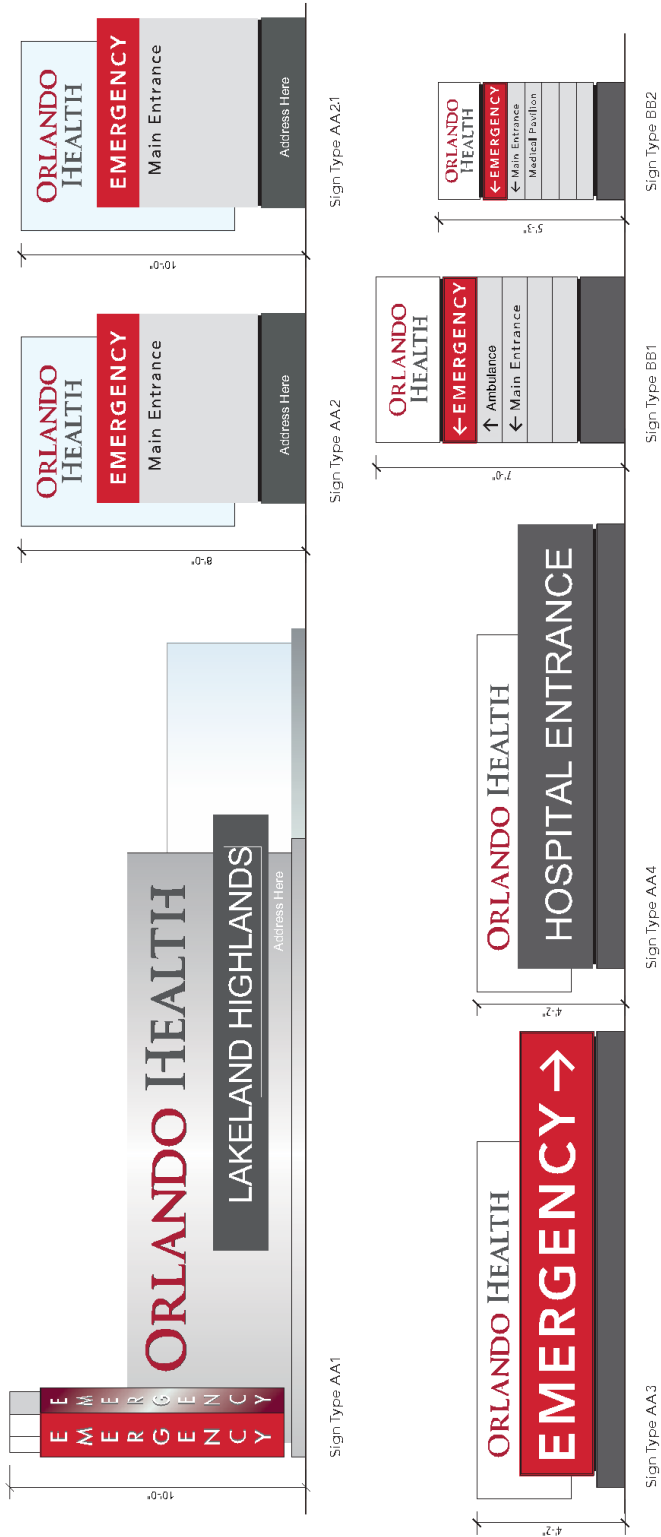 10'-0"
EMERGENCY
EMERGENCY
ORLANDO HEALTH
LAKELAND HIGHLANDS
Address Here
Sign Type AA1
8'-0"
ORLANDO
HEALTH
EMERGENCY
Main Entrance
Address Here
Sign Type AA2
10'-0"
ORLANDO
HEALTH
EMERGENCY
Main Entrance
Address Here
Sign Type AA2.1
4'-2"
ORLANDO HEALTH
EMERGENCY →
Sign Type AA3
4'-2"
ORLANDO HEALTH
HOSPITAL ENTRANCE
Sign Type AA4
7'-0"
ORLANDO
HEALTH
← EMERGENCY
↑ Ambulance
← Main Entrance
Sign Type BB1
5'-3"
ORLANDO
HEALTH
← EMERGENCY
← Main Entrance
Medical Pavilion
Sign Type BB2